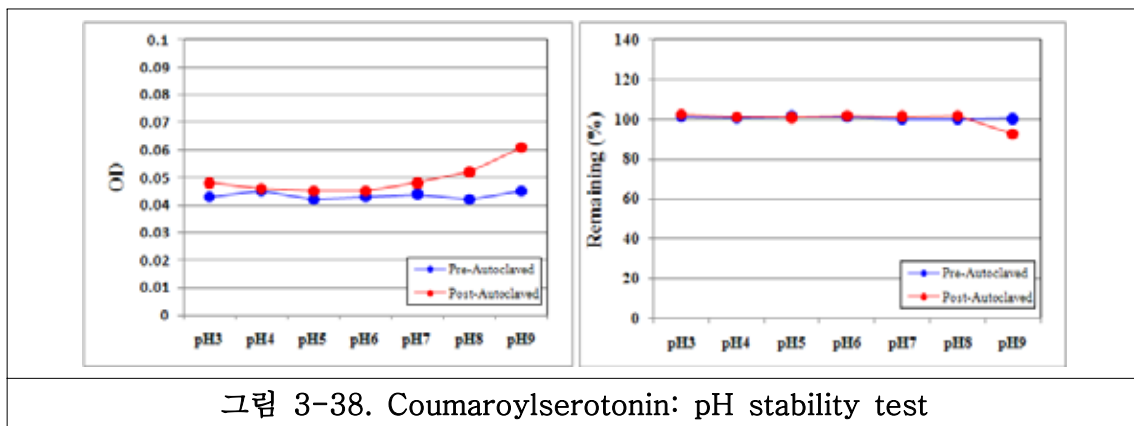 OD
0.1
0.09
0.08
0.07
0.06
0.05
0.04
0.03
0.02
0.01
0
pH3 pH4 pH5 pH6 pH7 pH8 pH9
Pre-Autoclaved
Post-Autoclaved
Remaining (%)
140
120
100
80
60
40
20
0
pH3 pH4 pH5 pH6 pH7 pH8 pH9
Pre-Autoclaved
Post-Autoclaved
그림 3-38. Coumaroylserotonin: pH stability test